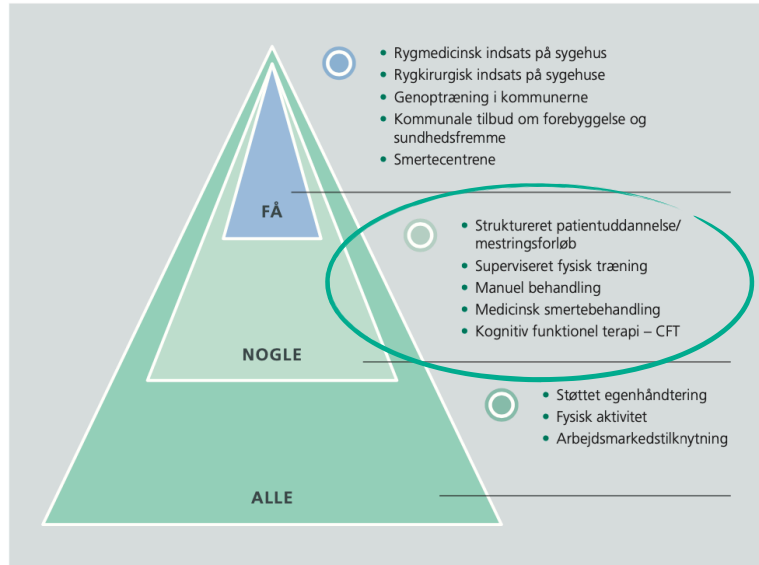 • Rygmedicinsk indsats på sygehus
• Rygkirurgisk indsats på sygehuse
• Genoptræning i kommunerne
• Kommunale tilbud om forebyggelse og
sundhedsfremme
• Smertecentrene
FÅ
• Struktureret patientuddannelse/
mestringsforløb
• Superviseret fysisk træning
• Manuel behandling
• Medicinsk smertebehandling
• Kognitiv funktionel terapi – CFT
NOGLE
• Støttet egenhåndtering
• Fysisk aktivitet
• Arbejdsmarkedstilknytning
ALLE